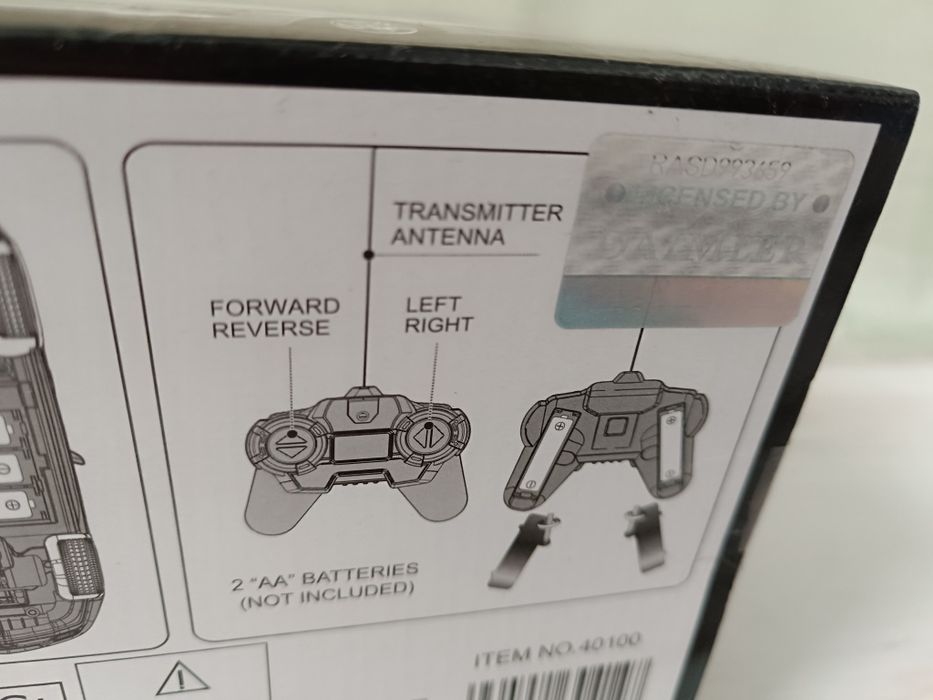 RASD993659
LICENSED BY
DAIMLER
TRANSMITTER
ANTENNA
FORWARD
REVERSE
LEFT
RIGHT
2 "AA" BATTERIES
(NOT INCLUDED)
ITEM NO.40100